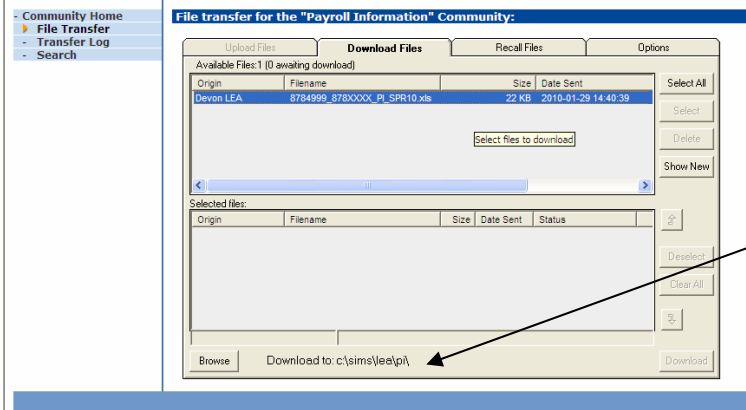 - Community Home
File Transfer
- Transfer Log
- Search
File transfer for the "Payroll Information" Community:
Upload Files Download Files Recall Files Options
Available Files:1 (0 awaiting download)
Origin Filename Size Date Sent
Devon LEA 8784999_878XXXX_PI_SPR10.xls 22 KB 2010-01-29 14:40:39
Select files to download
Select All
Select
Delete
Show New
Selected files:
Origin Filename Size Date Sent Status
Deselect
Clear All
Browse Download to: c:\sims\lea\pi\ Download